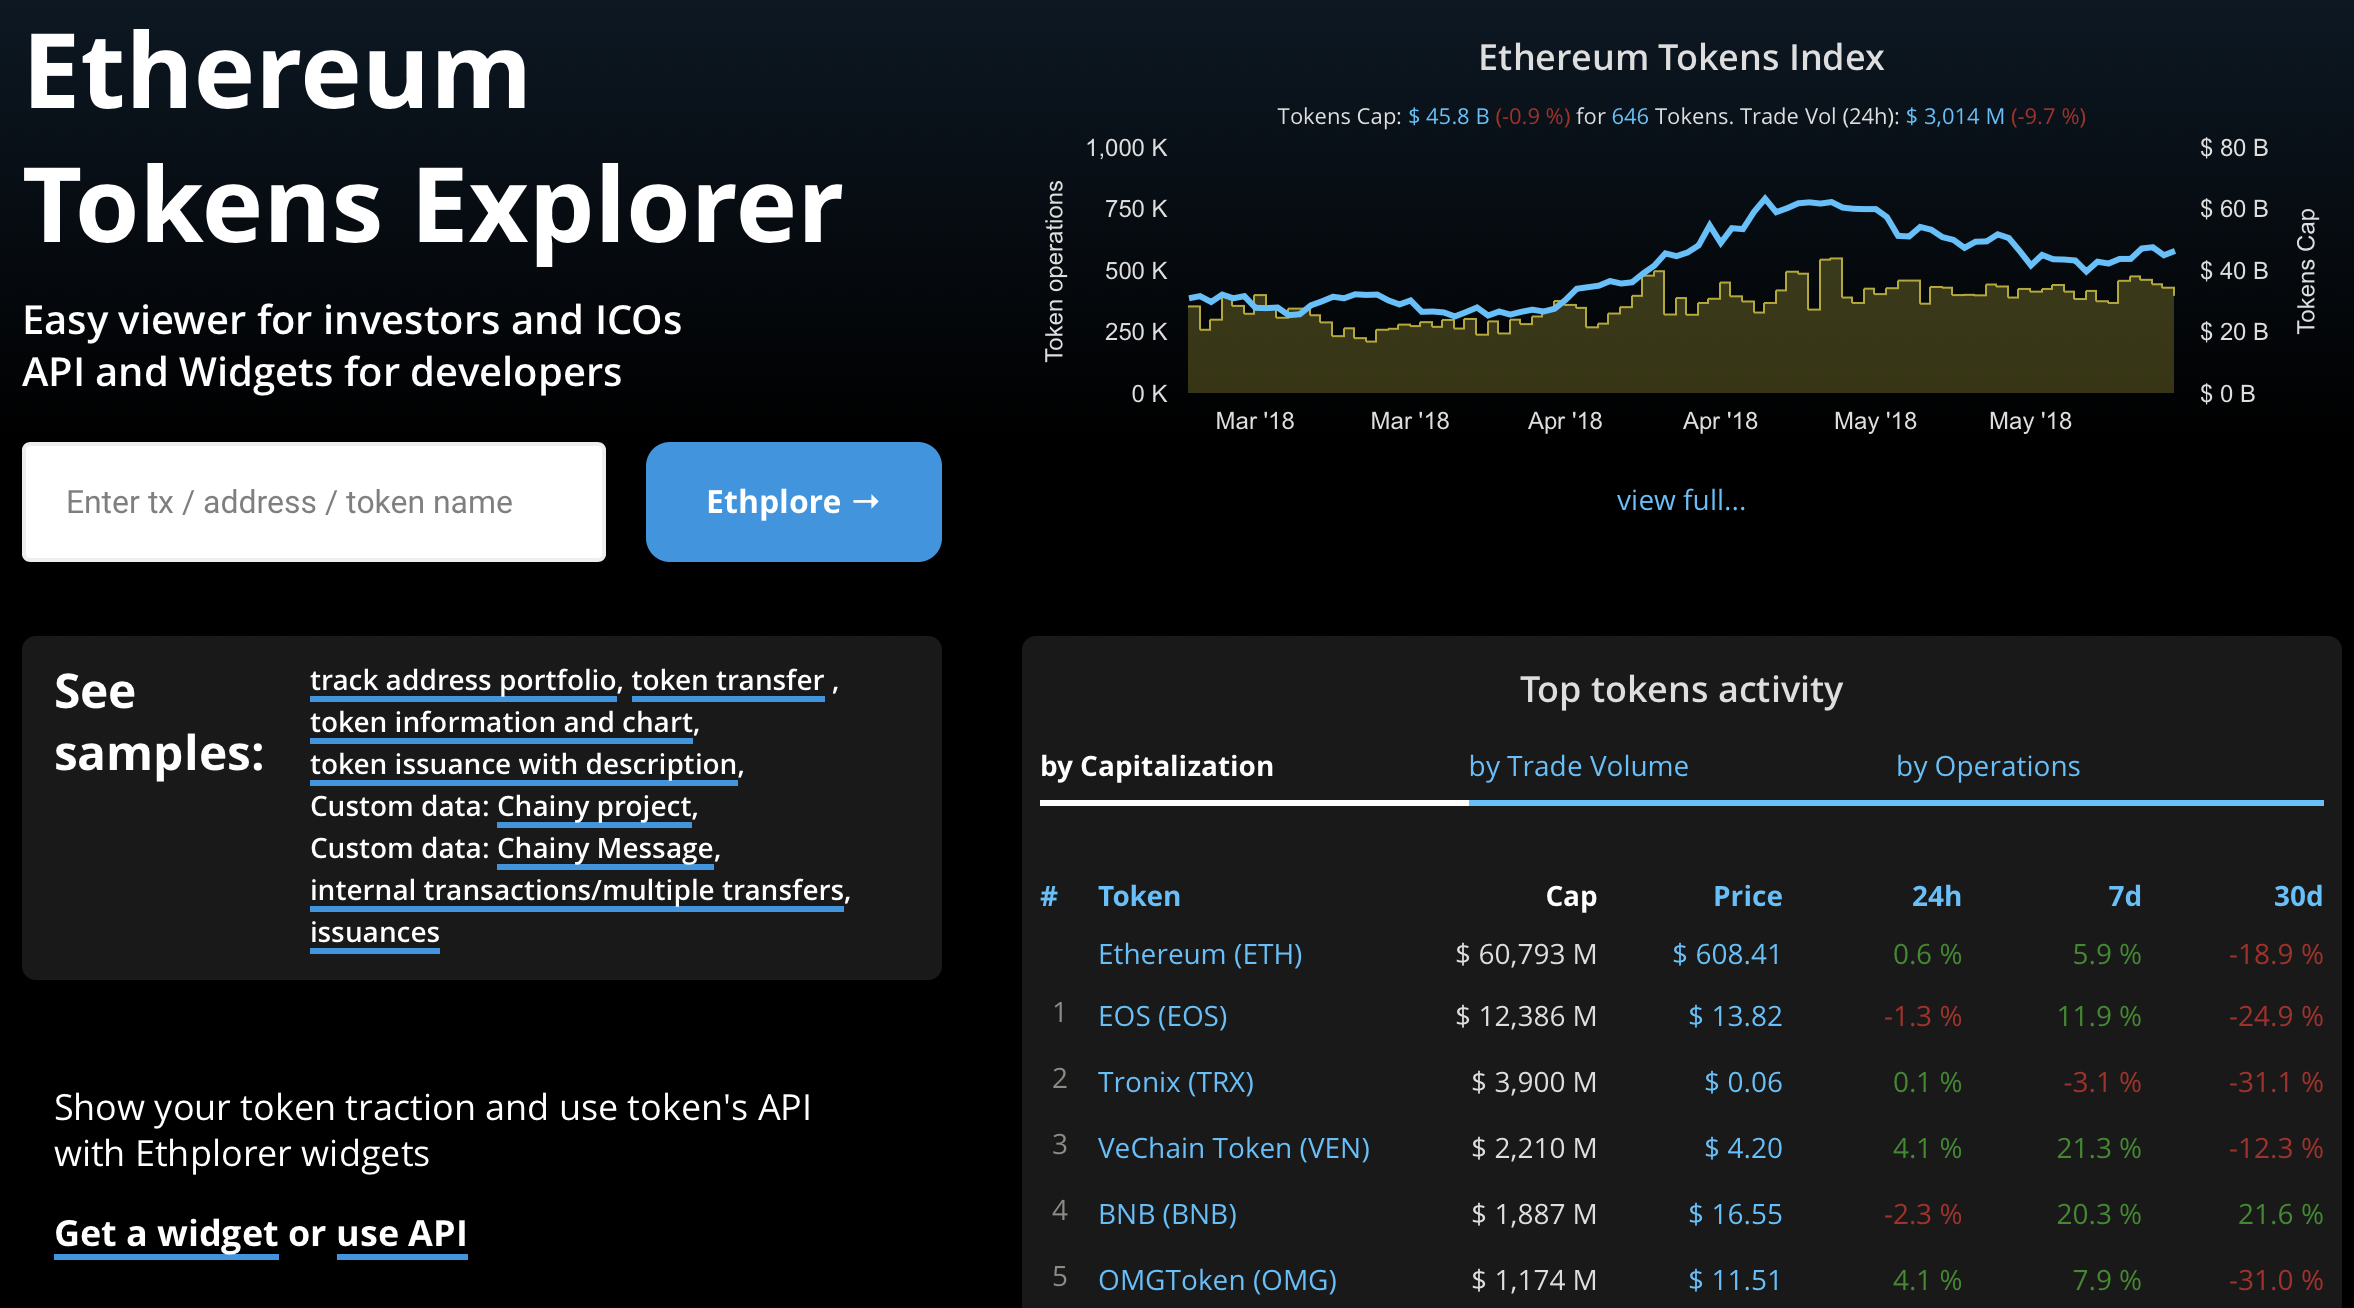 Ethereum
Tokens Explorer
Easy viewer for investors and ICOs
API and Widgets for developers
Enter tx / address / token name
Ethplore →
See
samples:
track address portfolio, token transfer ,
token information and chart,
token issuance with description,
Custom data: Chainy project,
Custom data: Chainy Message,
internal transactions/multiple transfers,
issuances
Show your token traction and use token's API
with Ethplorer widgets
Get a widget or use API
Ethereum Tokens Index
Tokens Cap: $ 45.8 B (-0.9 %) for 646 Tokens. Trade Vol (24h): $ 3,014 M (-9.7 %)
Token operations
1,000 K
750 K
500 K
250 K
0 K
$ 80 B
$ 60 B
$ 40 B
$ 20 B
$ 0 B
Tokens Cap
Mar '18 Mar '18 Apr '18 Apr '18 May '18 May '18
view full...
Top tokens activity
by Capitalization by Trade Volume by Operations
# Token Cap Price 24h 7d 30d
Ethereum (ETH) $ 60,793 M $ 608.41 0.6 % 5.9 % -18.9 %
1 EOS (EOS) $ 12,386 M $ 13.82 -1.3 % 11.9 % -24.9 %
2 Tronix (TRX) $ 3,900 M $ 0.06 0.1 % -3.1 % -31.1 %
3 VeChain Token (VEN) $ 2,210 M $ 4.20 4.1 % 21.3 % -12.3 %
4 BNB (BNB) $ 1,887 M $ 16.55 -2.3 % 20.3 % 21.6 %
5 OMGToken (OMG) $ 1,174 M $ 11.51 4.1 % 7.9 % -31.0 %